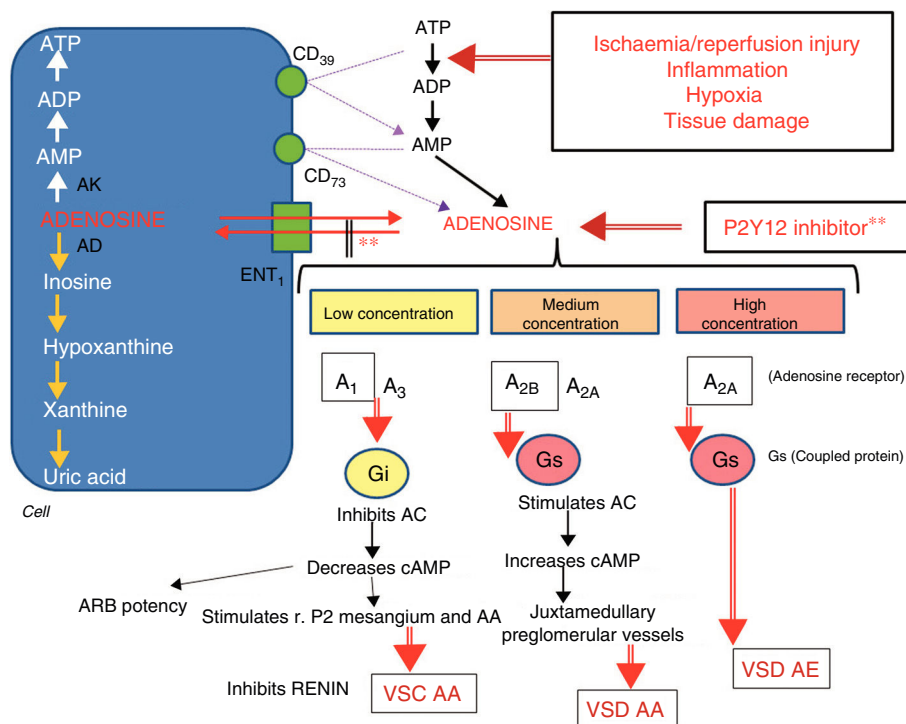 ATP
ADP
AMP
AK
ADENOSINE
AD
Inosine
Hypoxanthine
Xanthine
Uric acid
Cell
CD39
CD73
ENT1
**
ATP
ADP
AMP
ADENOSINE
Ischaemia/reperfusion injury
Inflammation
Hypoxia
Tissue damage
P2Y12 inhibitor**
Low concentration
Medium
concentration
High
concentration
A1
A3
A2B
A2A
A2A
(Adenosine receptor)
Gi
Gs
Gs
Gs (Coupled protein)
Inhibits AC
Decreases cAMP
ARB potency
Stimulates r. P2 mesangium and AA
Inhibits RENIN
VSC AA
Stimulates AC
Increases cAMP
Juxtamedullary
preglomerular vessels
VSD AA
VSD AE